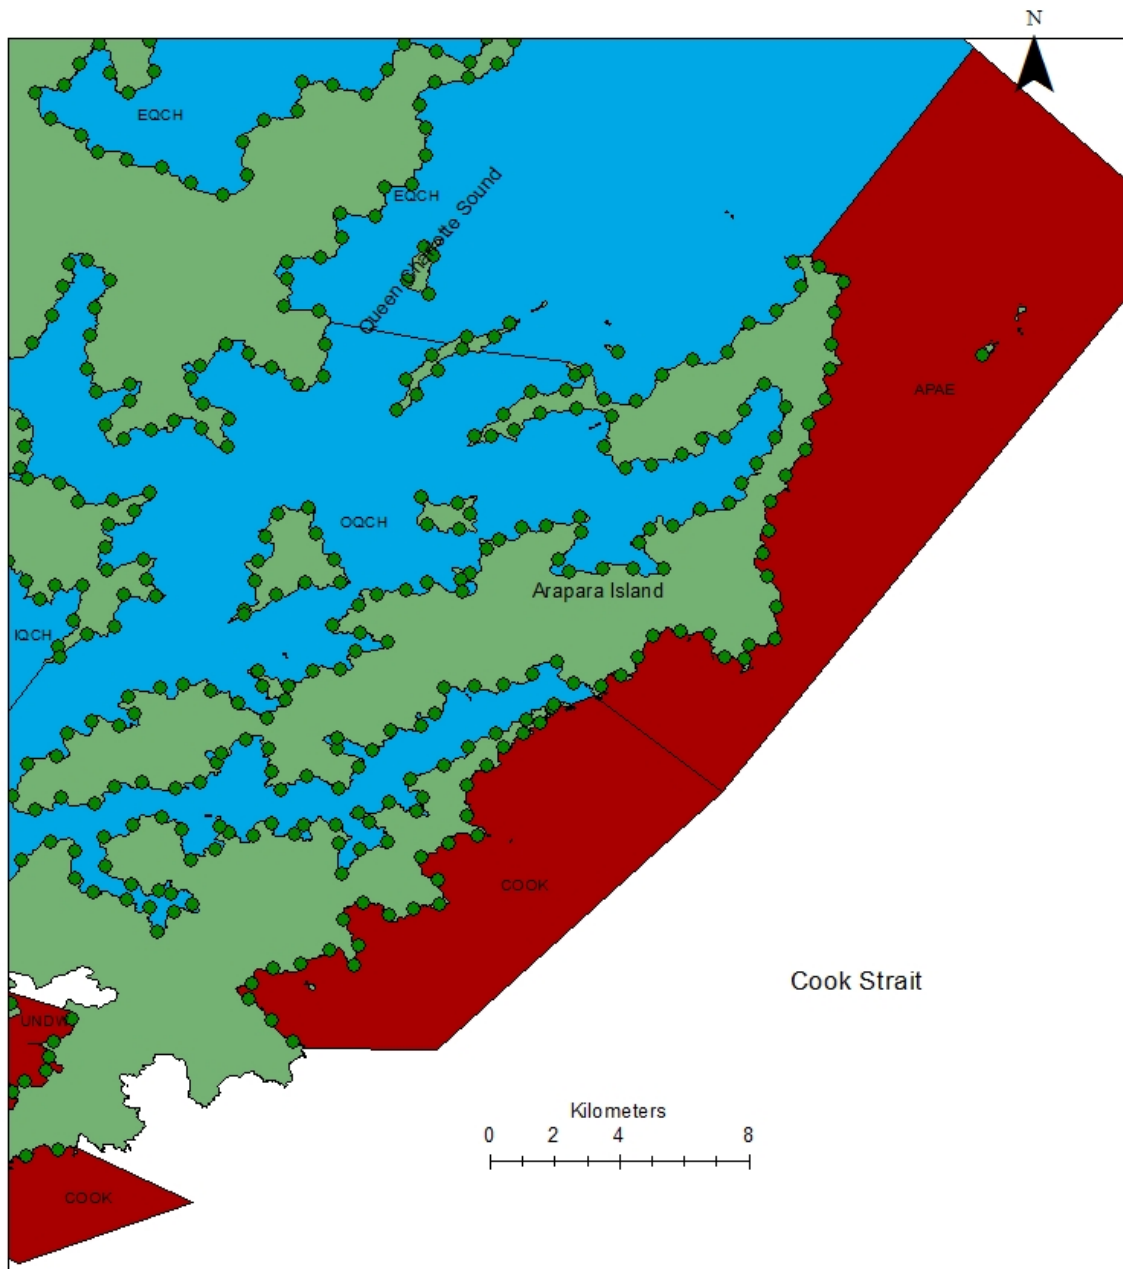 N
EQCH
EQCH
Queen Charlotte Sound
APAE
OQCH
Arapara Island
IQCH
COOK
Cook Strait
UNDW
Kilometers
0 2 4 8
COOK